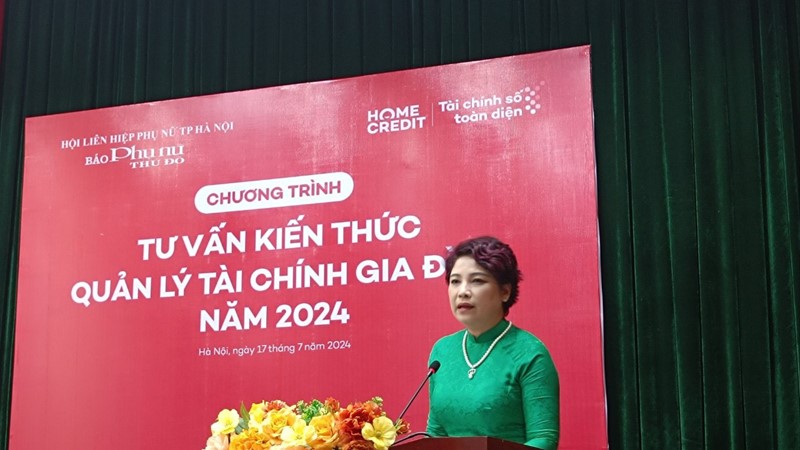 HỘI LIÊN HIỆP PHỤ NỮ TP HÀ NỘI
BÁO Phụ nữ
THỦ ĐÔ
HOME
CREDIT
Tài chính số
toàn diện
CHƯƠNG TRÌNH
TƯ VẤN KIẾN THỨC
QUẢN LÝ TÀI CHÍNH GIA
NĂM 2024
Hà Nội, ngày 17 tháng 7 năm 2024